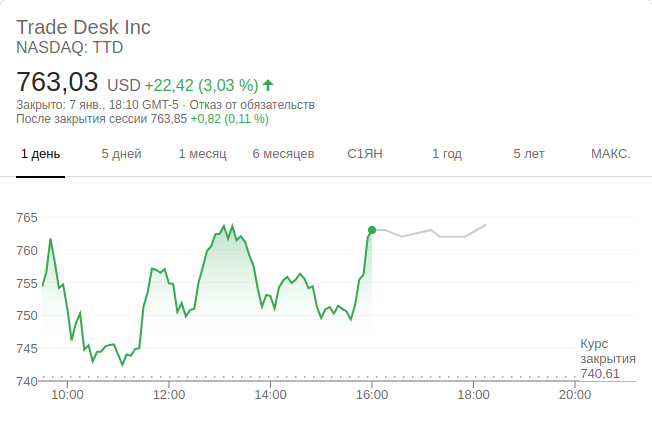 Trade Desk Inc
NASDAQ: TTD
763,03 USD +22,42 (3,03 %)
Закрыто: 7 янв., 18:10 GMT-5 · Отказ от обязательств
После закрытия сессии 763,85 +0,82 (0,11 %)
1 день 5 дней 1 месяц 6 месяцев С1ЯН 1 год 5 лет МАКС.
765
760
755
750
745
740
Курс
закрытия
740,61
10:00 12:00 14:00 16:00 18:00 20:00